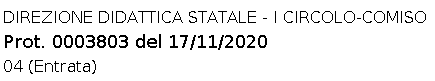 DIREZIONE DIDATTICA STATALE - I CIRCOLO-COMISO
Prot. 0003803 del 17/11/2020
04 (Entrata)